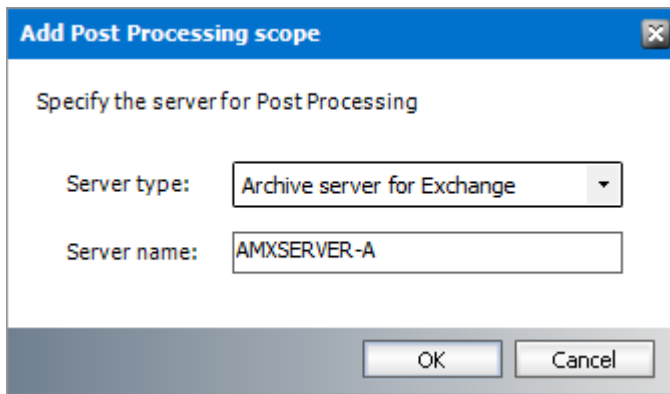 Add Post Processing scope
Specify the server for Post Processing
Server type: Archive server for Exchange
Server name: AMXSERVER-A
OK Cancel